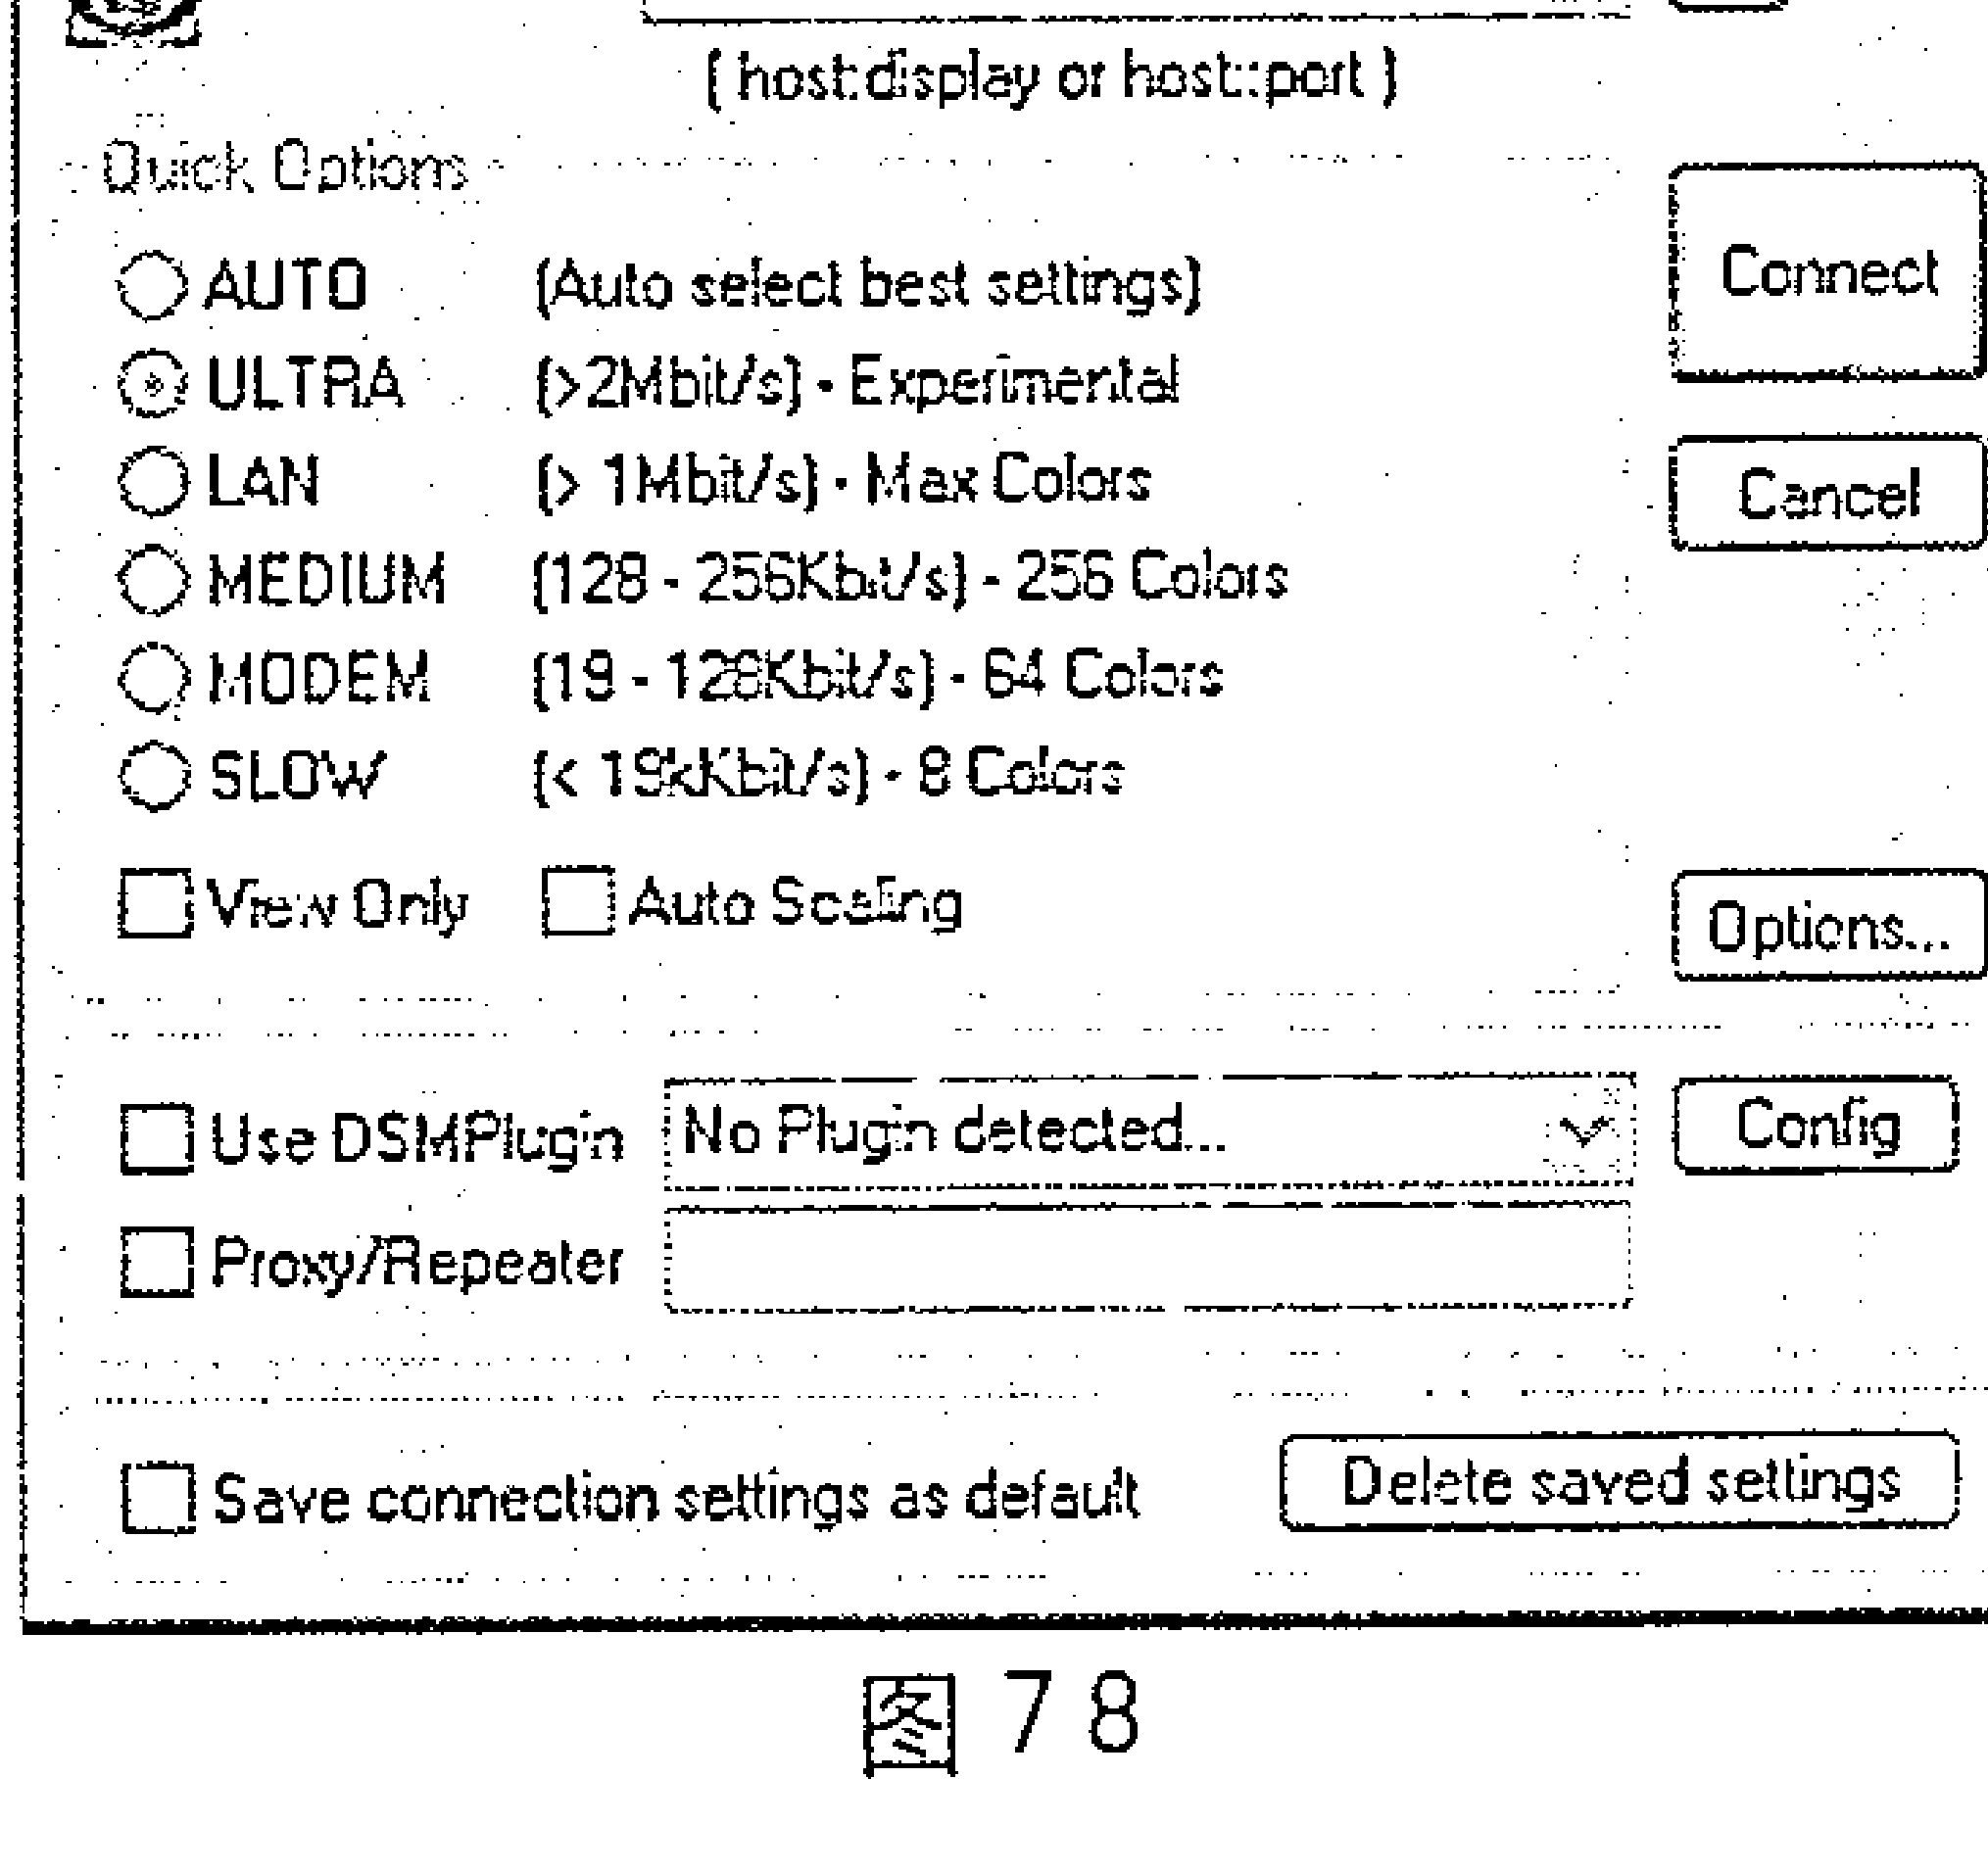 ( host:display or host::port )
Quick Options
AUTO (Auto select best settings)
Connect
ULTRA (>2Mbit/s) - Experimental
LAN (> 1Mbit/s) - Max Colors
Cancel
MEDIUM (128 - 256Kbit/s) - 256 Colors
MODEM (19 - 128Kbit/s) - 64 Colors
SLOW (< 19kKbit/s) - 8 Colors
View Only Auto Scaling
Options...
Use DSMPlugin No Plugin detected... Config
Proxy/Repeater
Save connection settings as default Delete saved settings
图 78